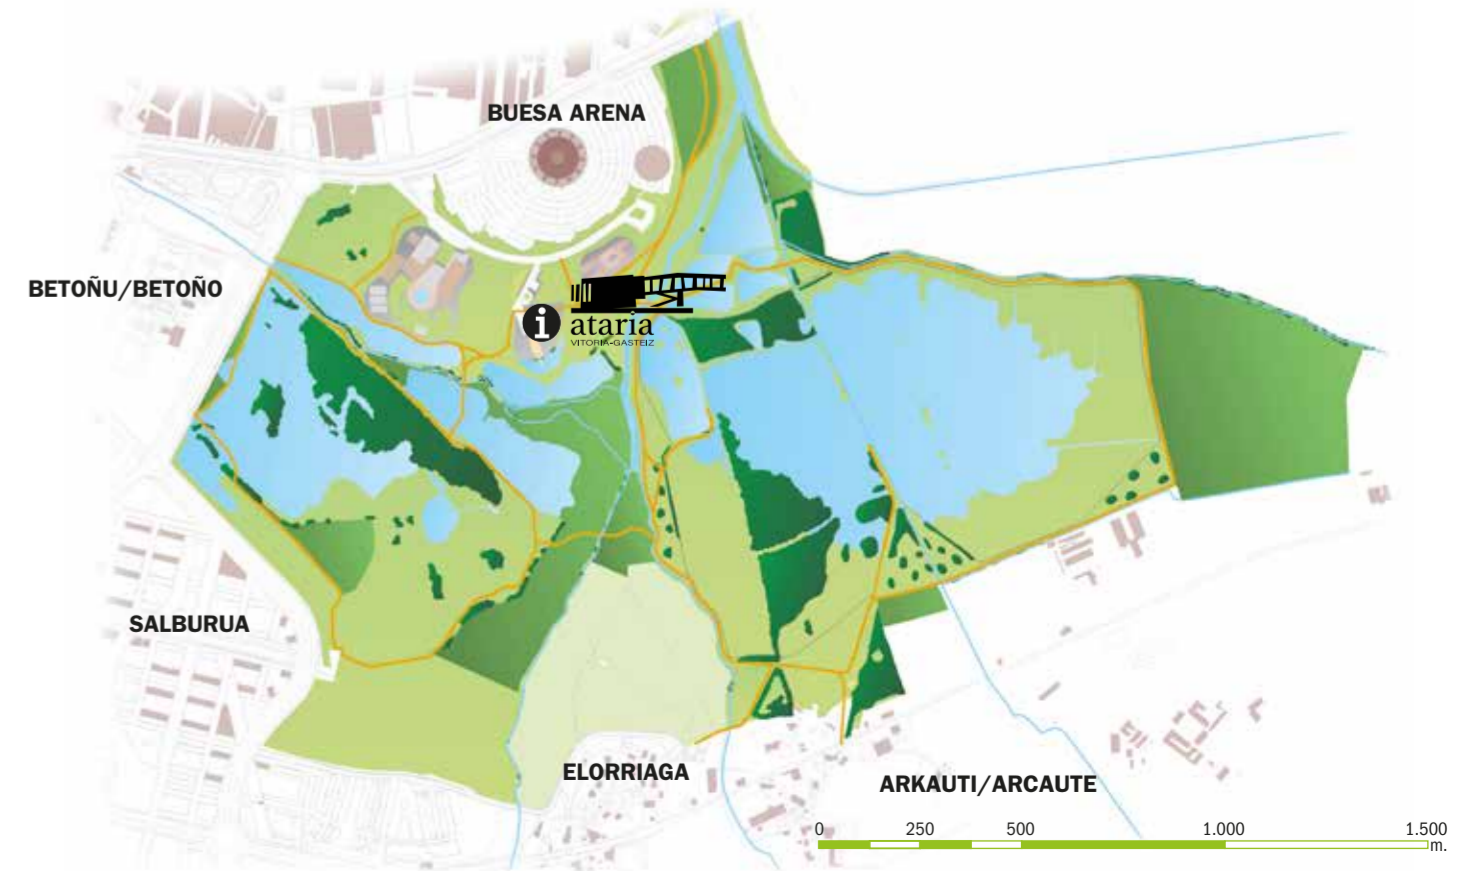 BUESA ARENA
BETOÑU/BETOÑO
i
ataria
VITORIA-GASTEIZ
SALBURUA
ELORRIAGA
ARKAUTI/ARCAUTE
0 250 500 1.000 1.500
m.